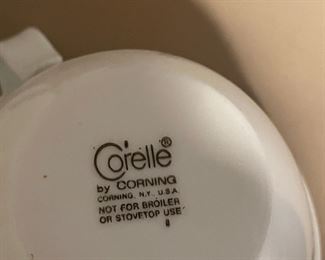 Corelle®
by CORNING
CORNING, N.Y., U.S.A.
NOT FOR BROILER
OR STOVETOP USE